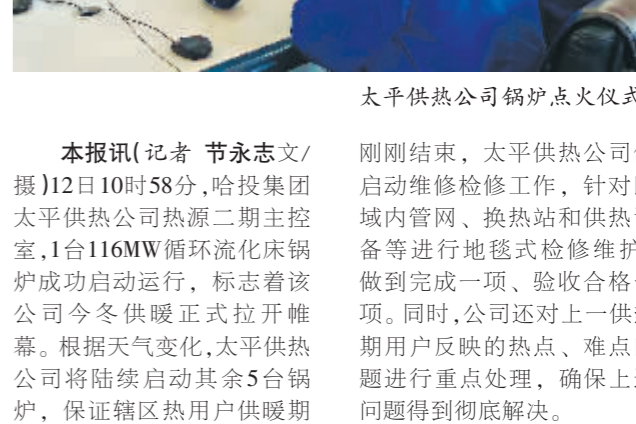 太平供热公司锅炉点火仪式
本报讯(记者 节永志文/
摄)12日10时58分,哈投集团
太平供热公司热源二期主控
室,1台116MW循环流化床锅
炉成功启动运行，标志着该
公司今冬供暖正式拉开帷
幕。根据天气变化,太平供热
公司将陆续启动其余5台锅
炉，保证辖区热用户供暖期
刚刚结束，太平供热公司
启动维修检修工作，针对
域内管网、换热站和供热
备等进行地毯式检修维护
做到完成一项、验收合格
项。同时,公司还对上一供
期用户反映的热点、难点
题进行重点处理，确保上
问题得到彻底解决。